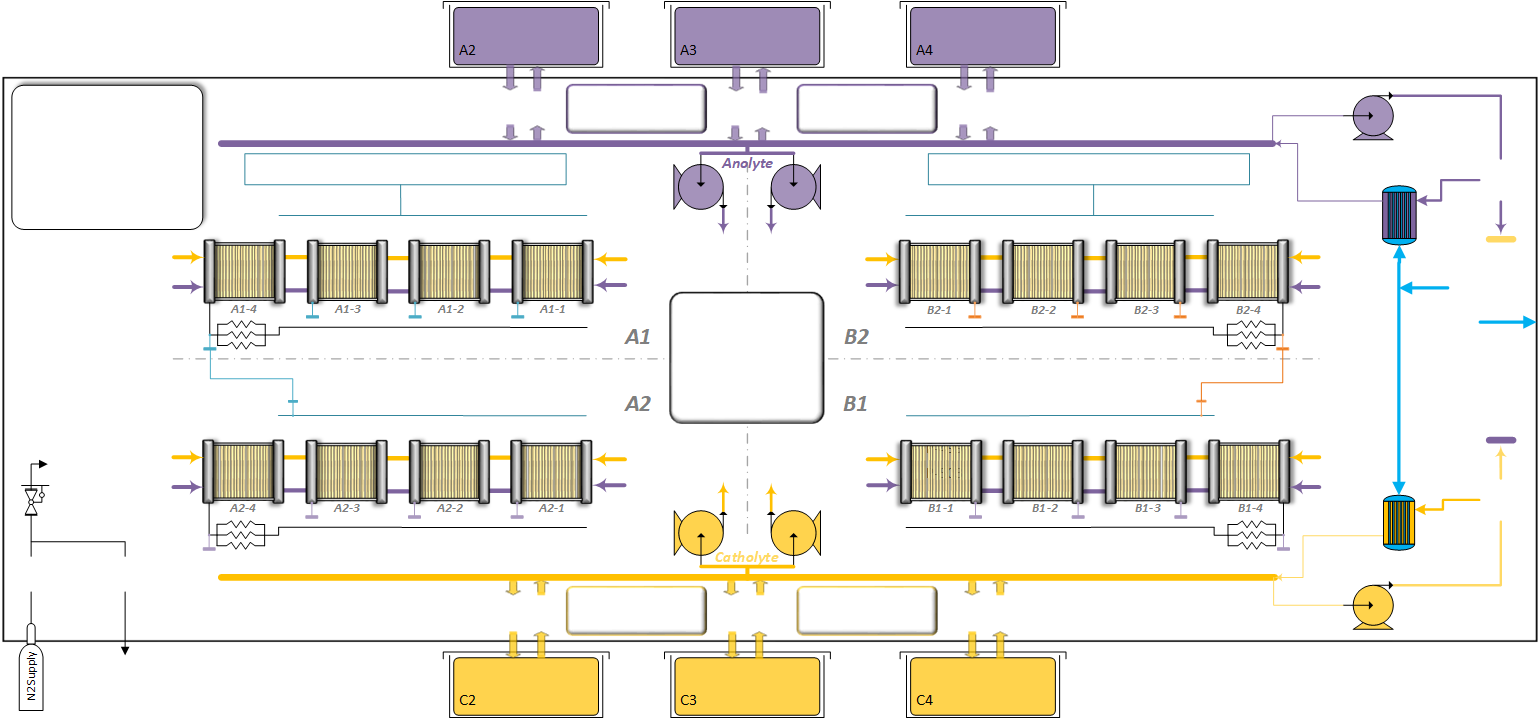 A2
A3
A4
Anolyte
A1-4
A1-3
A1-2
A1-1
B2-1
B2-2
B2-3
B2-4
A1
B2
A2
B1
A2-4
A2-3
A2-2
A2-1
B1-1
B1-2
B1-3
B1-4
Catholyte
N2Supply
C2
C3
C4